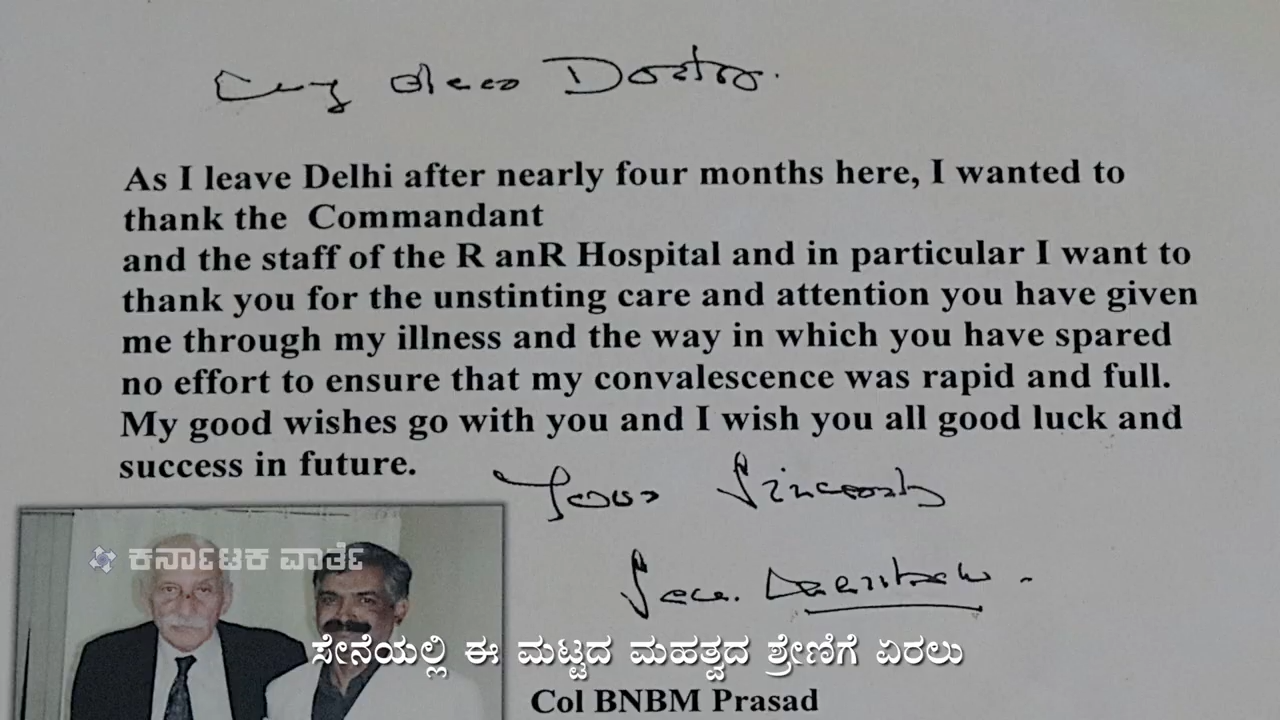 My dear Doctor.
As I leave Delhi after nearly four months here, I wanted to
thank the Commandant
and the staff of the R anR Hospital and in particular I want to
thank you for the unstinting care and attention you have given
me through my illness and the way in which you have spared
no effort to ensure that my convalescence was rapid and full.
My good wishes go with you and I wish you all good luck and
success in future.
Yours Sincerely
ಕರ್ನಾಟಕ ವಾರ್ತೆ
ಸೇನೆಯಲ್ಲಿ ಈ ಮಟ್ಟದ ಮಹತ್ವದ ಶ್ರೇಣಿಗೆ ಏರಲು
Col BNBM Prasad